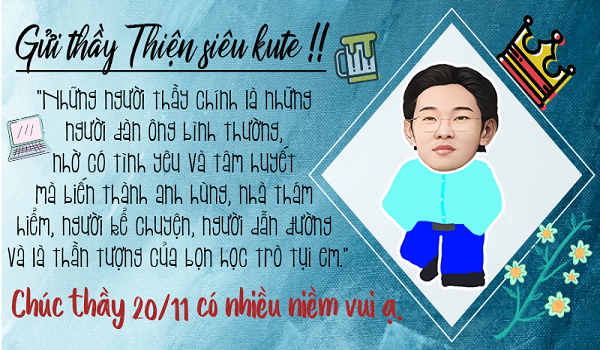 Gửi thầy Thiện siêu kute !!
"Những người thầy chính là những
người đàn ông bình thường,
nhờ có tình yêu và tâm huyết
mà biến thành anh hùng, nhà thám
hiểm, người kể chuyện, người dẫn đường
và là thần tượng của bọn học trò tụi em."
Chúc thầy 20/11 có nhiều niềm vui ạ.